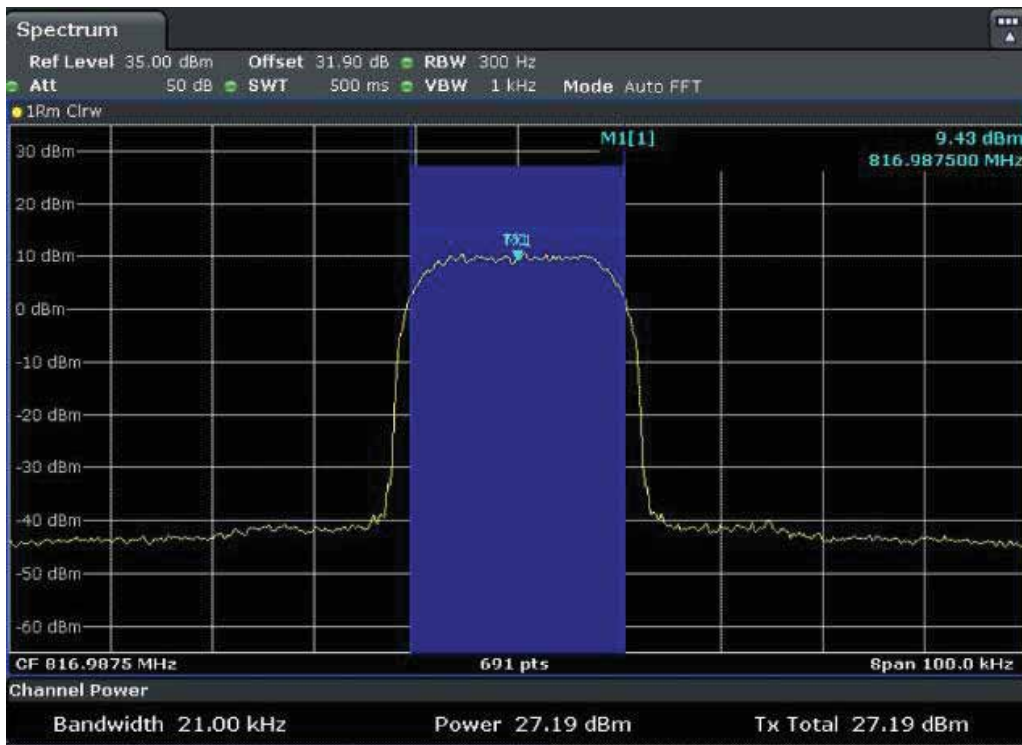 Spectrum
Ref Level 35.00 dBm Offset 31.90 dB RBW 300 Hz
Att 50 dB SWT 500 ms VBW 1 kHz Mode Auto FFT
1Rm Clrw
M1[1] 9.43 dBm
816.987500 MHz
30 dBm
20 dBm
10 dBm
0 dBm
-10 dBm
-20 dBm
-30 dBm
-40 dBm
-50 dBm
-60 dBm
CF 816.9875 MHz 691 pts Span 100.0 kHz
Channel Power
Bandwidth 21.00 kHz Power 27.19 dBm Tx Total 27.19 dBm